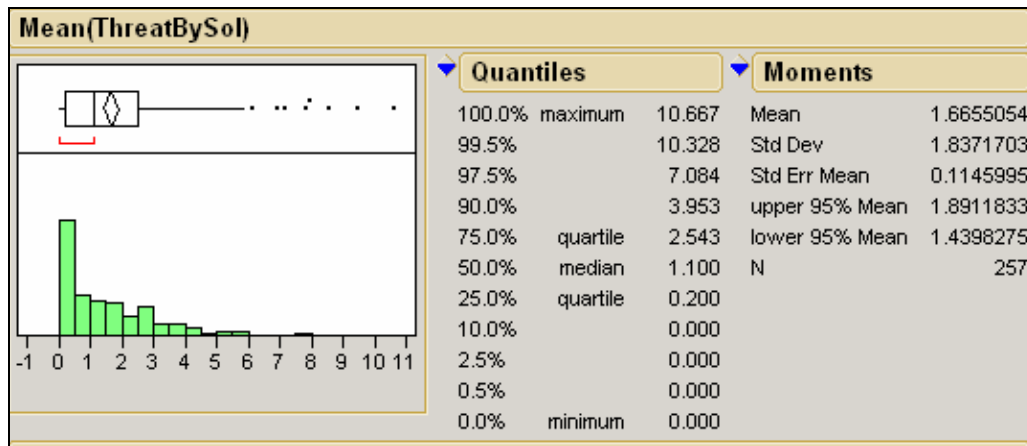 Mean(ThreatBySol)
-1 0 1 2 3 4 5 6 7 8 9 10 11
Quantiles
100.0% maximum 10.667
99.5% 10.328
97.5% 7.084
90.0% 3.953
75.0% quartile 2.543
50.0% median 1.100
25.0% quartile 0.200
10.0% 0.000
2.5% 0.000
0.5% 0.000
0.0% minimum 0.000
Moments
Mean 1.6655054
Std Dev 1.8371703
Std Err Mean 0.1145995
upper 95% Mean 1.8911833
lower 95% Mean 1.4398275
N 257